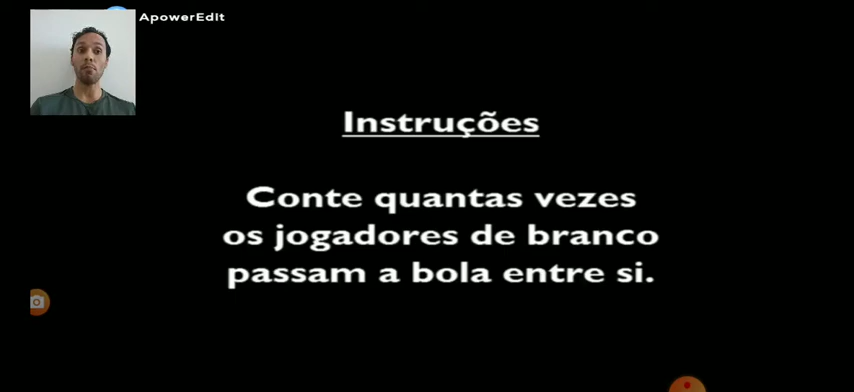 ApowerEdit
Instruções
Conte quantas vezes
os jogadores de branco
passam a bola entre si.